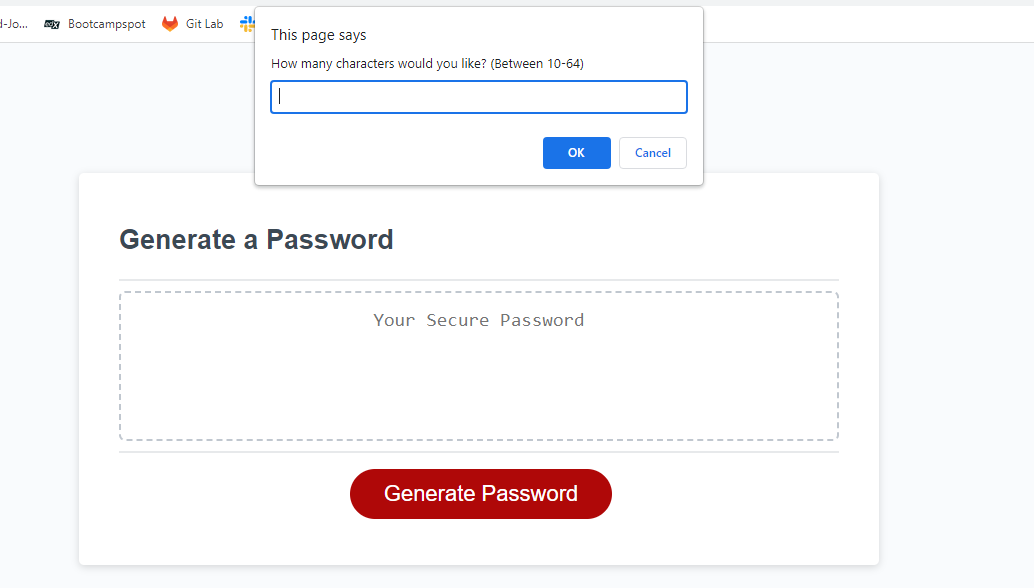 d-Jo... edX Bootcampspot Git Lab
This page says
How many characters would you like? (Between 10-64)
OK Cancel
Generate a Password
Your Secure Password
Generate Password